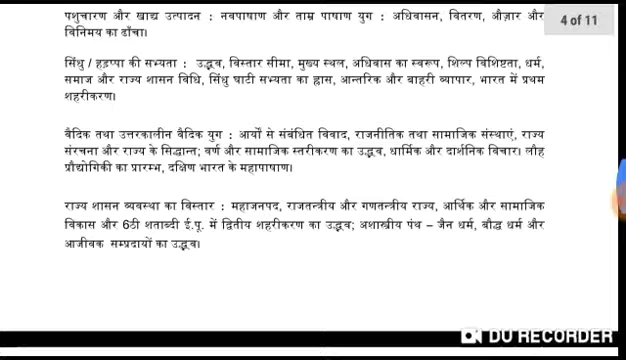 पशुचारण और खाद्य उत्पादन : नवपाषाण और ताम्र पाषाण युग : अधिवासन, वितरण, औज़ार और
विनिमय का ढाँचा।
4 of 11
सिंधु / हड़प्पा की सभ्यता : उद्भव, विस्तार सीमा, मुख्य स्थल, अधिवास का स्वरूप, शिल्प विशिष्टता, धर्म,
समाज और राज्य शासन विधि, सिंधु घाटी सभ्यता का ह्रास, आन्तरिक और बाहरी व्यापार, भारत में प्रथम
शहरीकरण।
वैदिक तथा उत्तरकालीन वैदिक युग : आर्यों से संबंधित विवाद, राजनीतिक तथा सामाजिक संस्थाएं, राज्य
संरचना और राज्य के सिद्धान्त; वर्ण और सामाजिक स्तरीकरण का उद्भव, धार्मिक और दार्शनिक विचार। लौह
प्रौद्योगिकी का प्रारम्भ, दक्षिण भारत के महापाषाण।
राज्य शासन व्यवस्था का विस्तार : महाजनपद, राजतन्त्रीय और गणतन्त्रीय राज्य, आर्थिक और सामाजिक
विकास और 6ठी शताब्दी ई.पू. में द्वितीय शहरीकरण का उद्भव; अशास्त्रीय पंथ – जैन धर्म, बौद्ध धर्म और
आजीवक सम्प्रदायों का उद्भव।
DU RECORDER